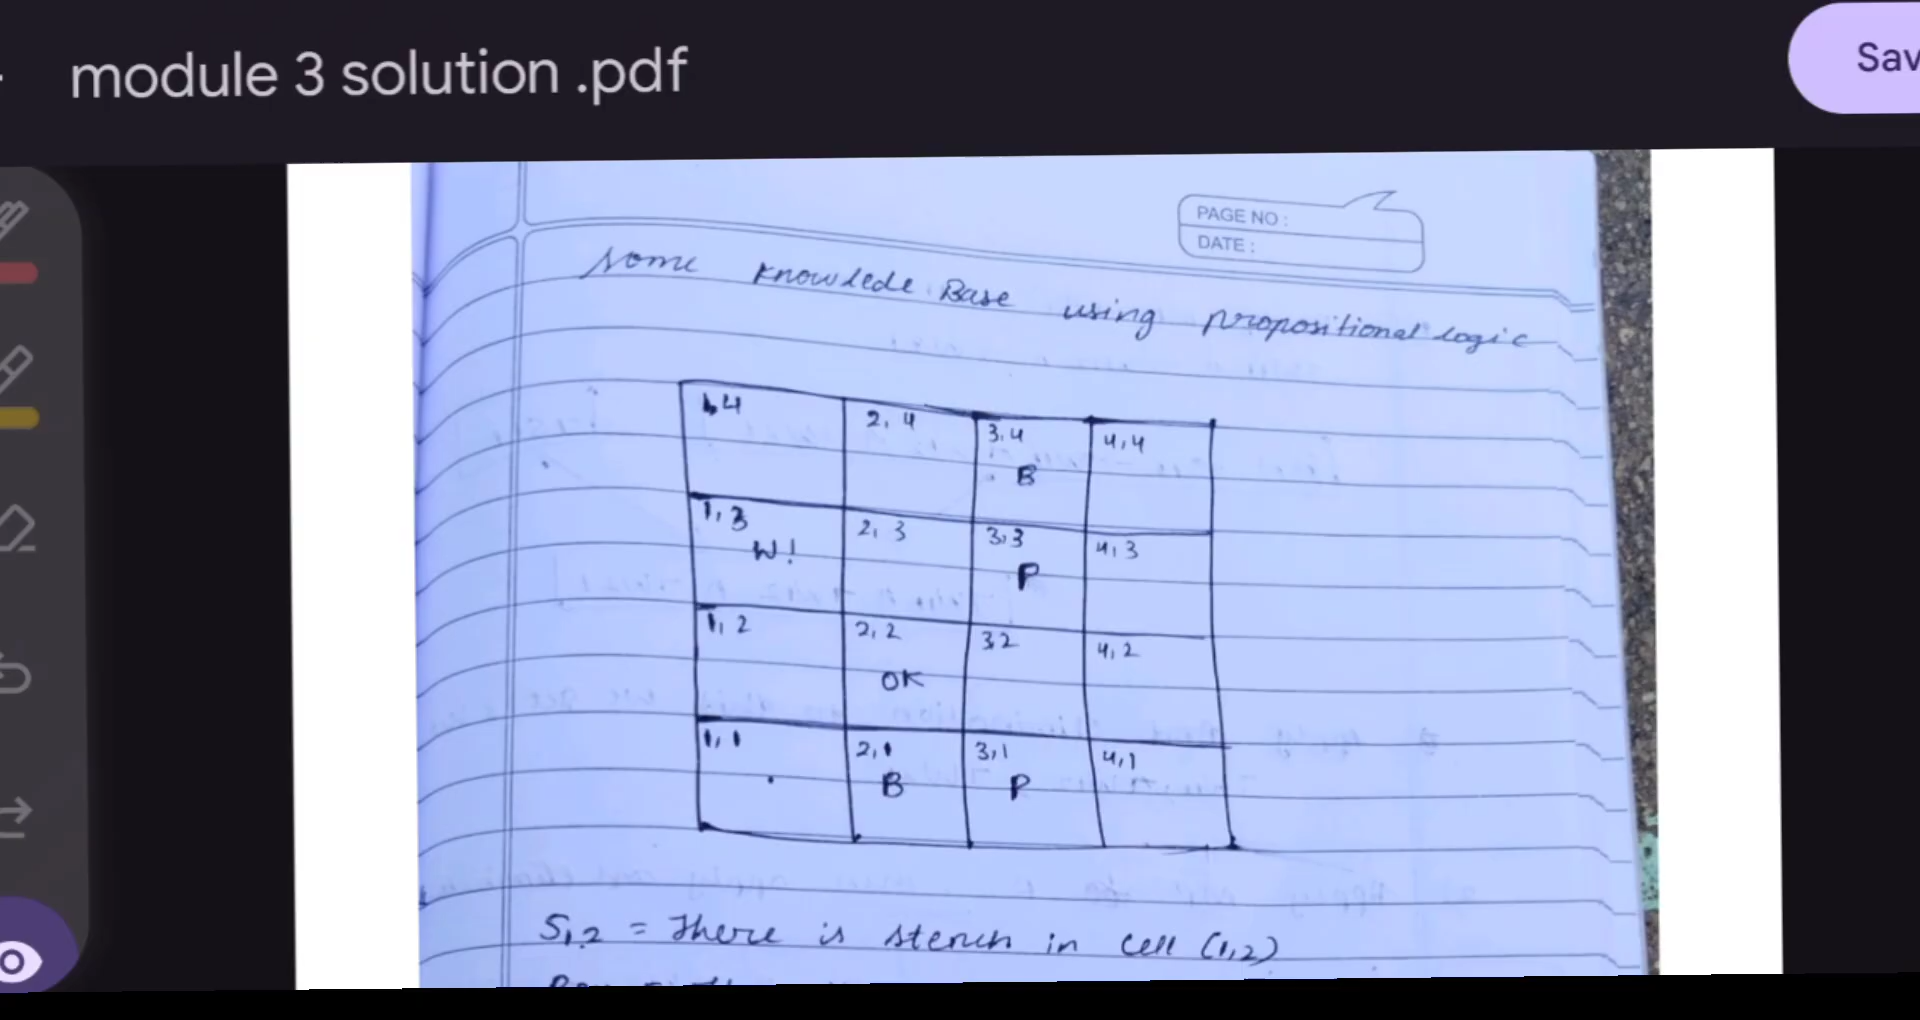 module 3 solution .pdf
Sav
PAGE NO :
DATE :
Some Knowlede Base using propositional logic
1,4 2,4 3,4 4,4
B
1,3 2,3 3,3 4,3
W! P
1,2 2,2 3,2 4,2
OK
1,1 2,1 3,1 4,1
B P
S1,2 = There is stench in cell (1,2)